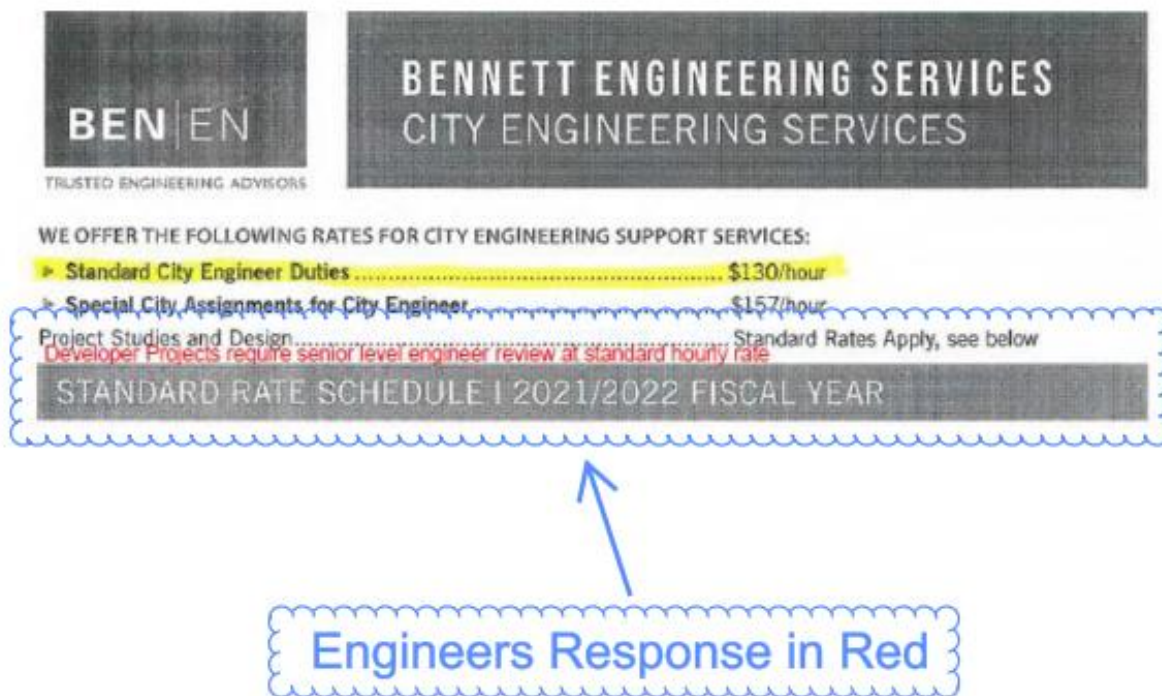 BEN|EN
TRUSTED ENGINEERING ADVISORS
BENNETT ENGINEERING SERVICES
CITY ENGINEERING SERVICES
WE OFFER THE FOLLOWING RATES FOR CITY ENGINEERING SUPPORT SERVICES:
► Standard City Engineer Duties ........................................................................ $130/hour
► Special City Assignments for City Engineer.................................................. $157/hour
Project Studies and Design.................................................................................... Standard Rates Apply, see below
Developer Projects require senior level engineer review at standard hourly rate
STANDARD RATE SCHEDULE | 2021/2022 FISCAL YEAR
Engineers Response in Red